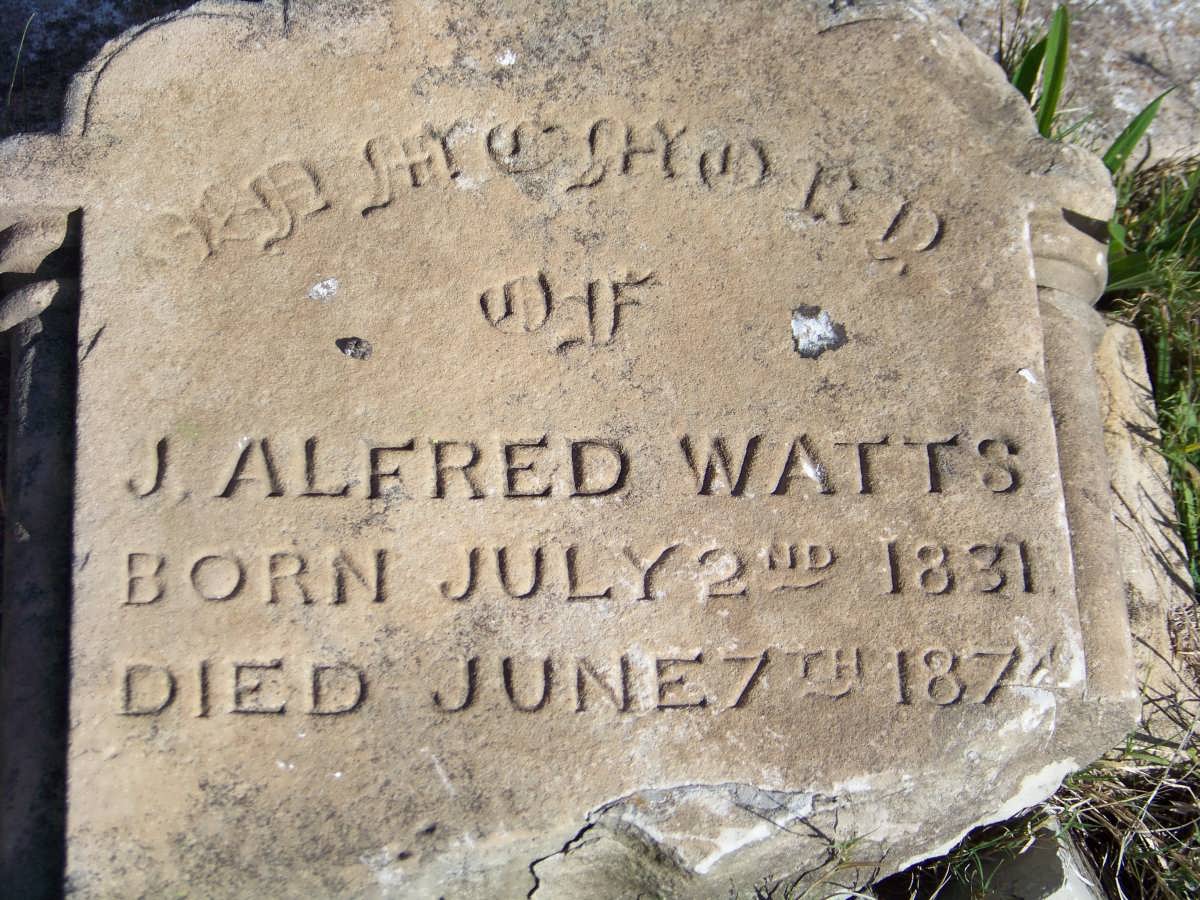 IN MEMORY
OF
J. ALFRED WATTS
BORN JULY 2ND 1831
DIED JUNE 7TH 1874